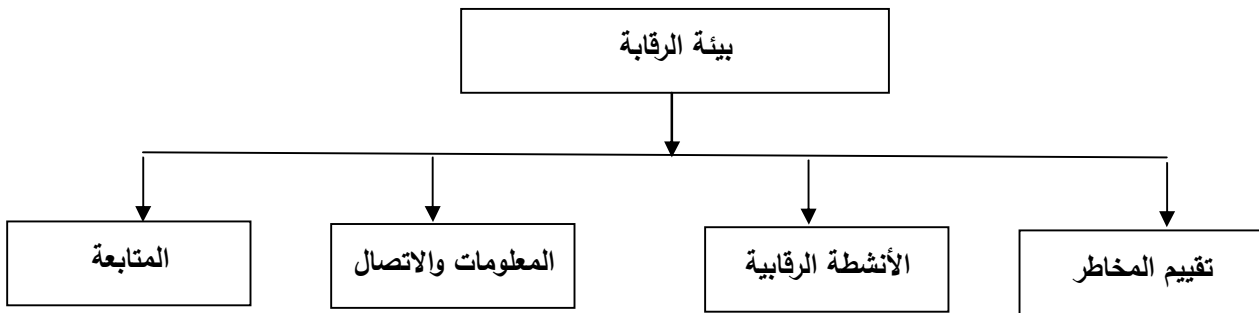 بيئة الرقابة
تقييم المخاطر
الأنشطة الرقابية
المعلومات والاتصال
المتابعة